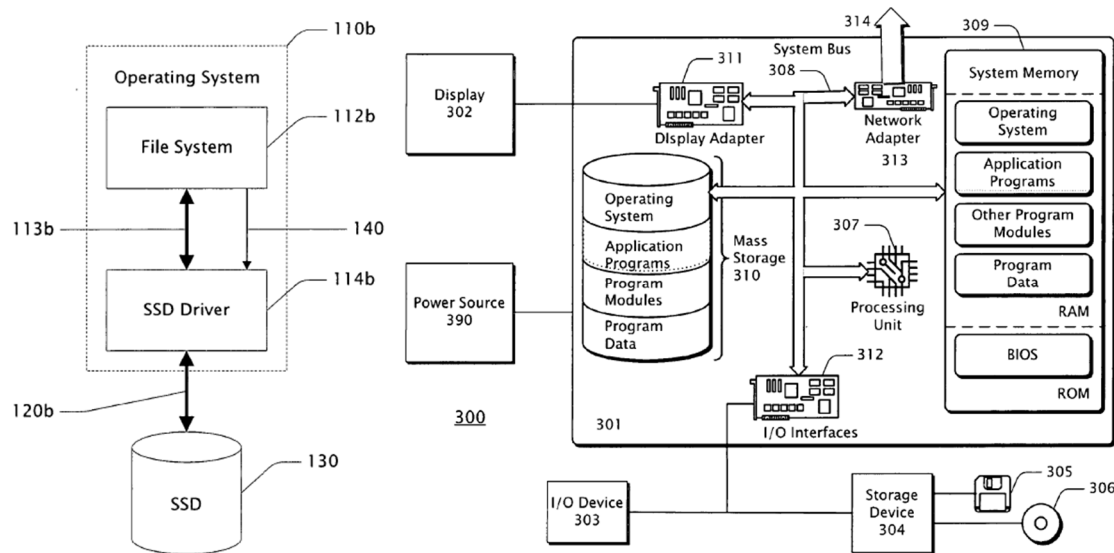 110b
Operating System
112b
File System
113b
140
114b
SSD Driver
120b
130
SSD
Display
302
Power Source
390
300
314
System Bus
308
311
Display Adapter
Network
Adapter
313
309
System Memory
Operating
System
Application
Programs
Other Program
Modules
Program
Data
RAM
BIOS
ROM
Operating
System
Application
Programs
Program
Modules
Program
Data
Mass
Storage
310
307
Processing
Unit
312
I/O Interfaces
301
I/O Device
303
Storage
Device
304
305
306